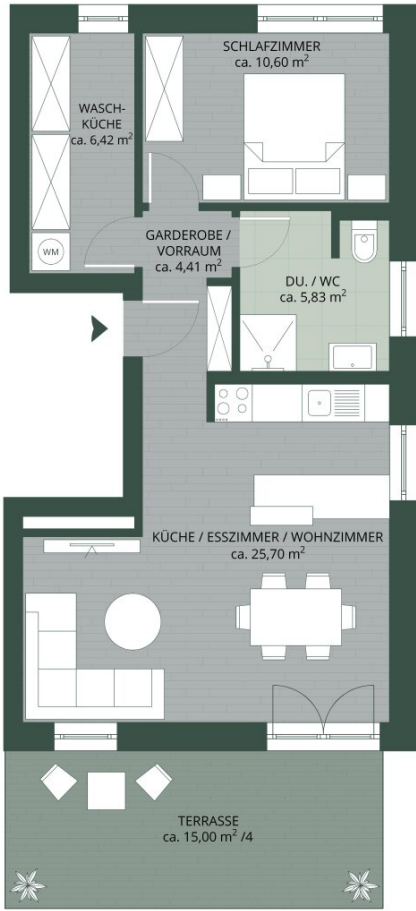 SCHLAFZIMMER
ca. 10,60 m²
WASCH-
KÜCHE
ca. 6,42 m²
WM
GARDEROBE /
VORRAUM
ca. 4,41 m²
DU. / WC
ca. 5,83 m²
KÜCHE / ESSZIMMER / WOHNZIMMER
ca. 25,70 m²
TERRASSE
ca. 15,00 m² /4